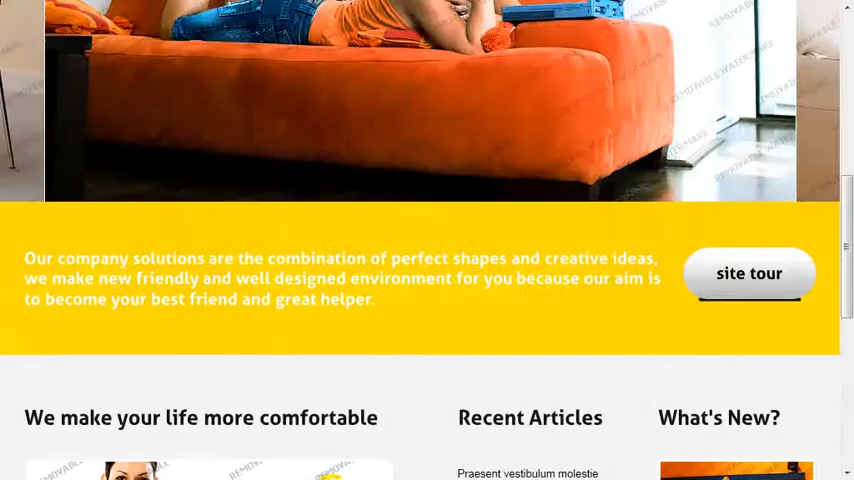 REMOVABLE WATERMARK
Our company solutions are the combination of perfect shapes and creative ideas,
we make new friendly and well designed environment for you because our aim is
to become your best friend and great helper.
site tour
We make your life more comfortable
Recent Articles
What's New?
Praesent vestibulum molestie